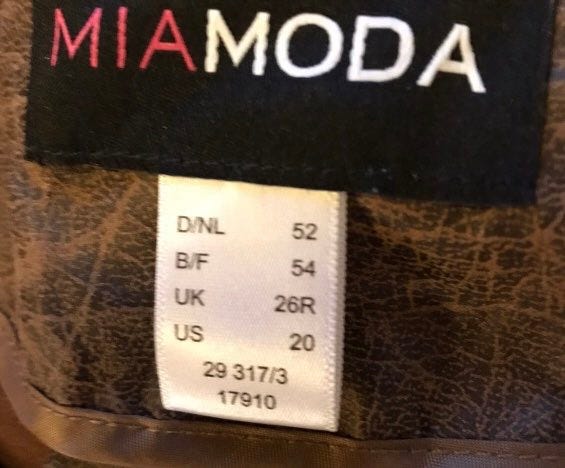 MIAMODA
D/NL 52
B/F 54
UK 26R
US 20
29 317/3
17910